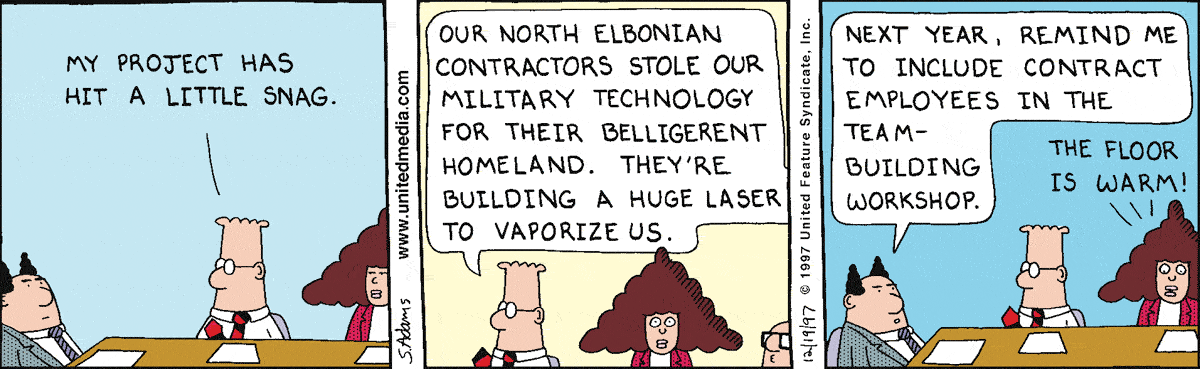 MY PROJECT HAS
HIT A LITTLE SNAG.
www.unitedmedia.com
S.Adams
OUR NORTH ELBONIAN
CONTRACTORS STOLE OUR
MILITARY TECHNOLOGY
FOR THEIR BELLIGERENT
HOMELAND. THEY'RE
BUILDING A HUGE LASER
TO VAPORIZE US.
12/19/97 © 1997 United Feature Syndicate, Inc.
NEXT YEAR, REMIND ME
TO INCLUDE CONTRACT
EMPLOYEES IN THE
TEAM-
BUILDING
WORKSHOP.
THE FLOOR
IS WARM!